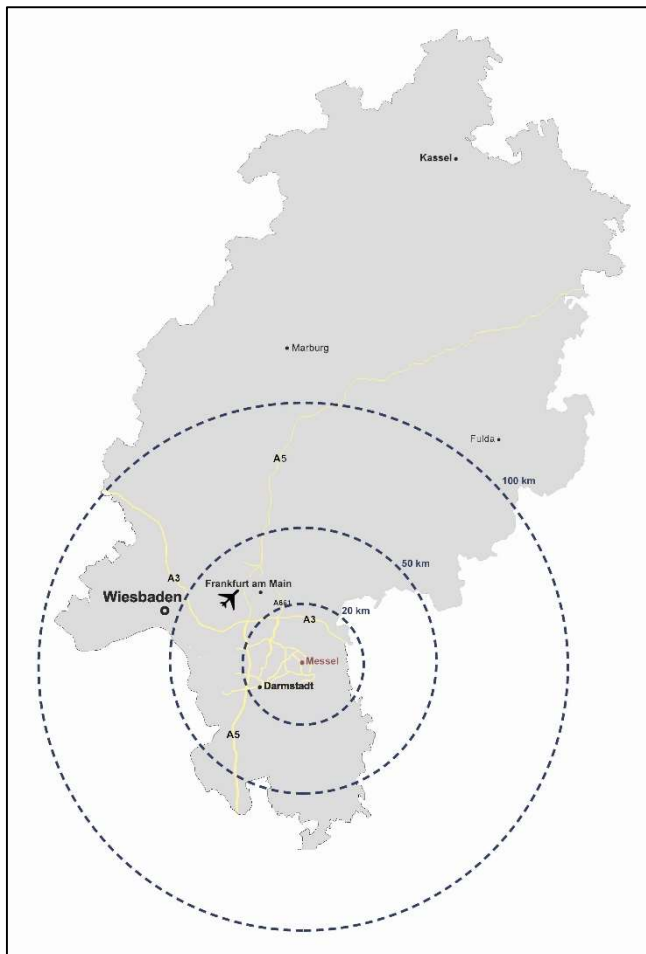 Kassel
Marburg
Fulda
A5
100 km
50 km
A3
Frankfurt am Main
Wiesbaden
A661
20 km
A3
Messel
Darmstadt
A5